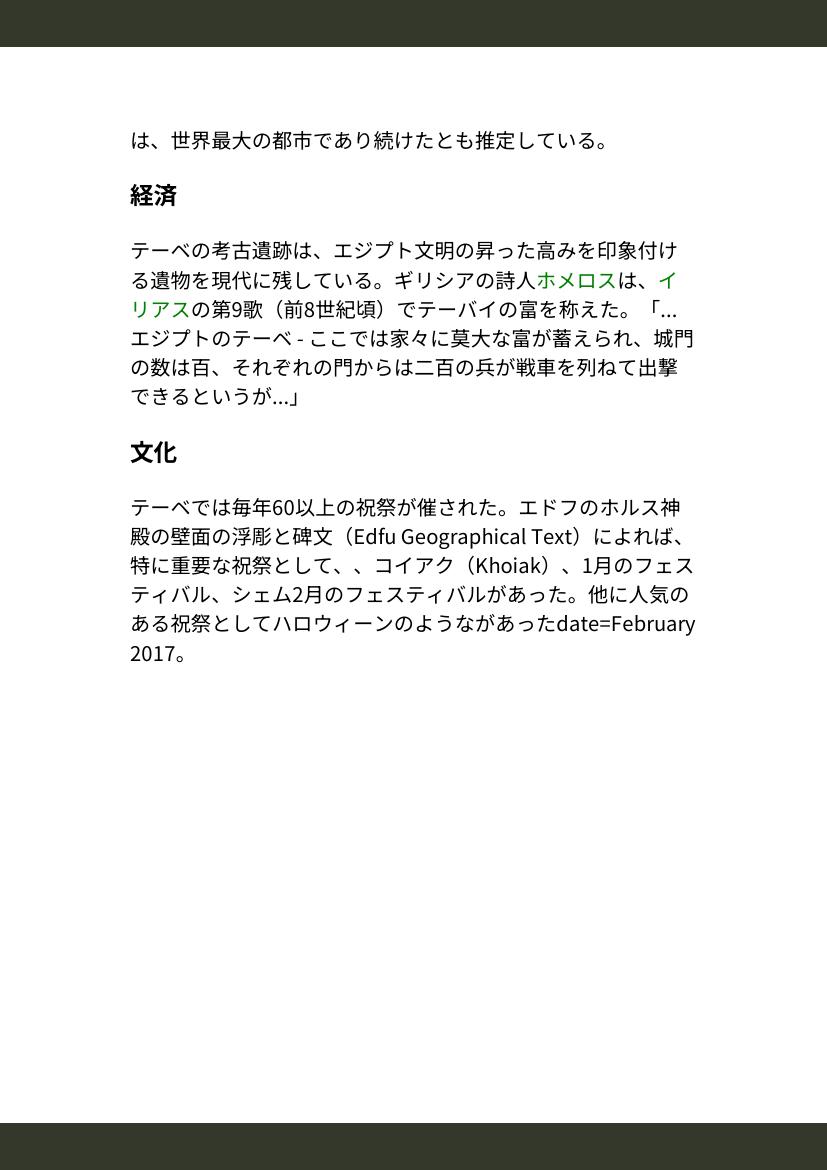 は、世界最大の都市であり続けたとも推定している。
経済
テーベの考古遺跡は、エジプト文明の昇った高みを印象付け
る遺物を現代に残している。ギリシアの詩人ホメロスは、イ
リアスの第9歌（前8世紀頃）でテーバイの富を称えた。「...
エジプトのテーベ - ここでは家々に莫大な富が蓄えられ、城門
の数は百、それぞれの門からは二百の兵が戦車を列ねて出撃
できるというが...」
文化
テーベでは毎年60以上の祝祭が催された。エドフのホルス神
殿の壁面の浮彫と碑文（Edfu Geographical Text）によれば、
特に重要な祝祭として、、コイアク（Khoiak）、1月のフェス
ティバル、シェム2月のフェスティバルがあった。他に人気の
ある祝祭としてハロウィーンのようながあったdate=February
2017。